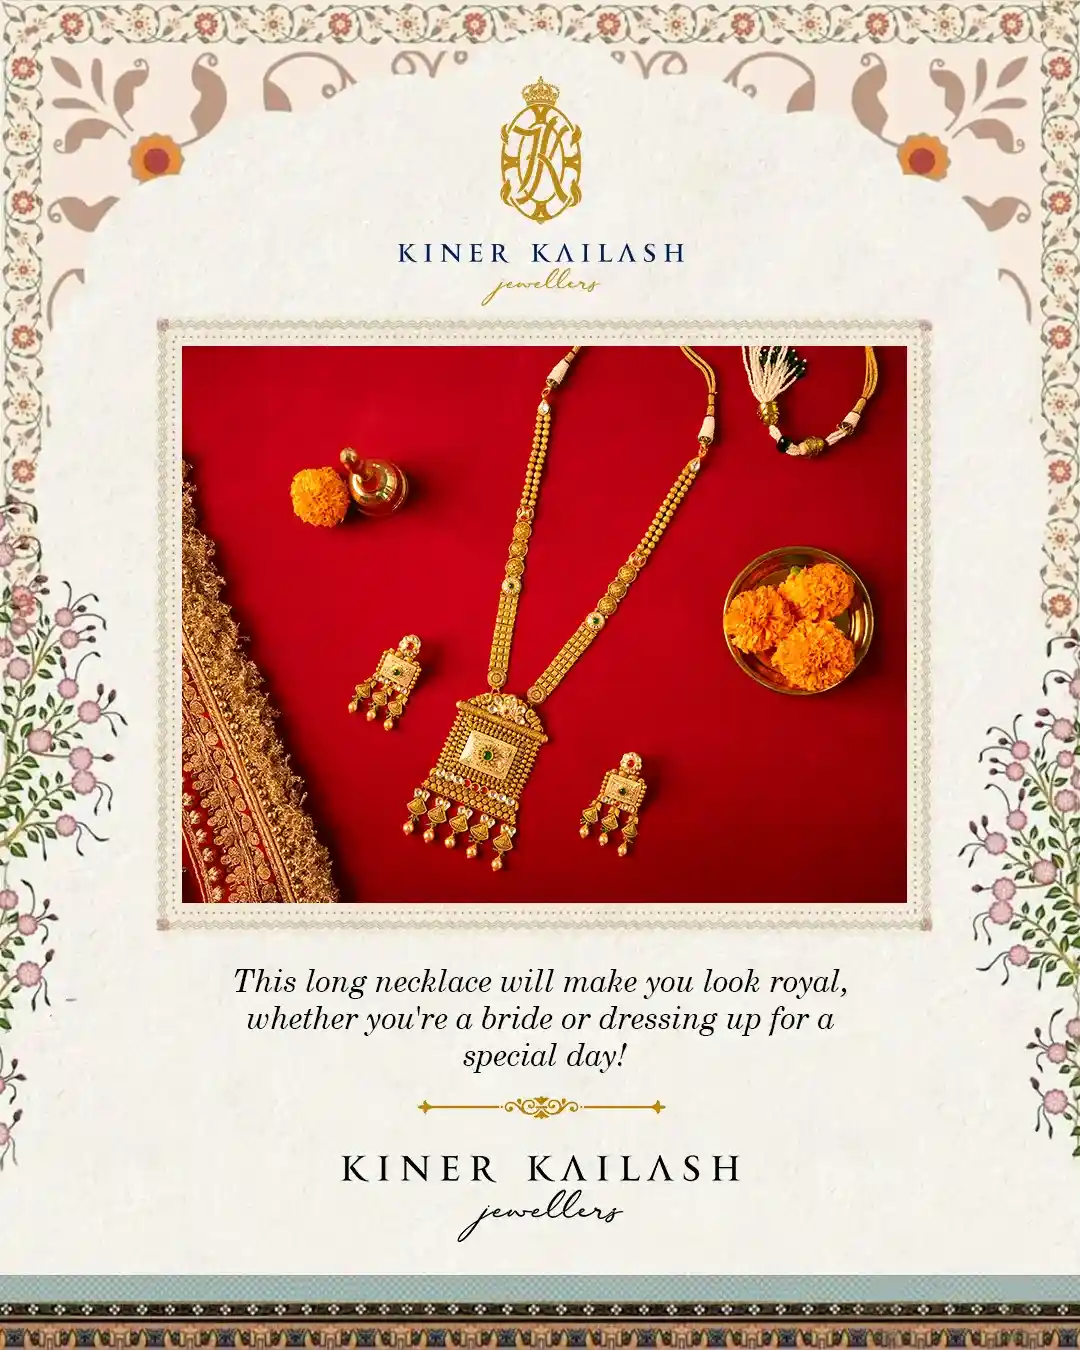 KINER KAILASH
jewellers
This long necklace will make you look royal,
whether you're a bride or dressing up for a
special day!
KINER KAILASH
jewellers